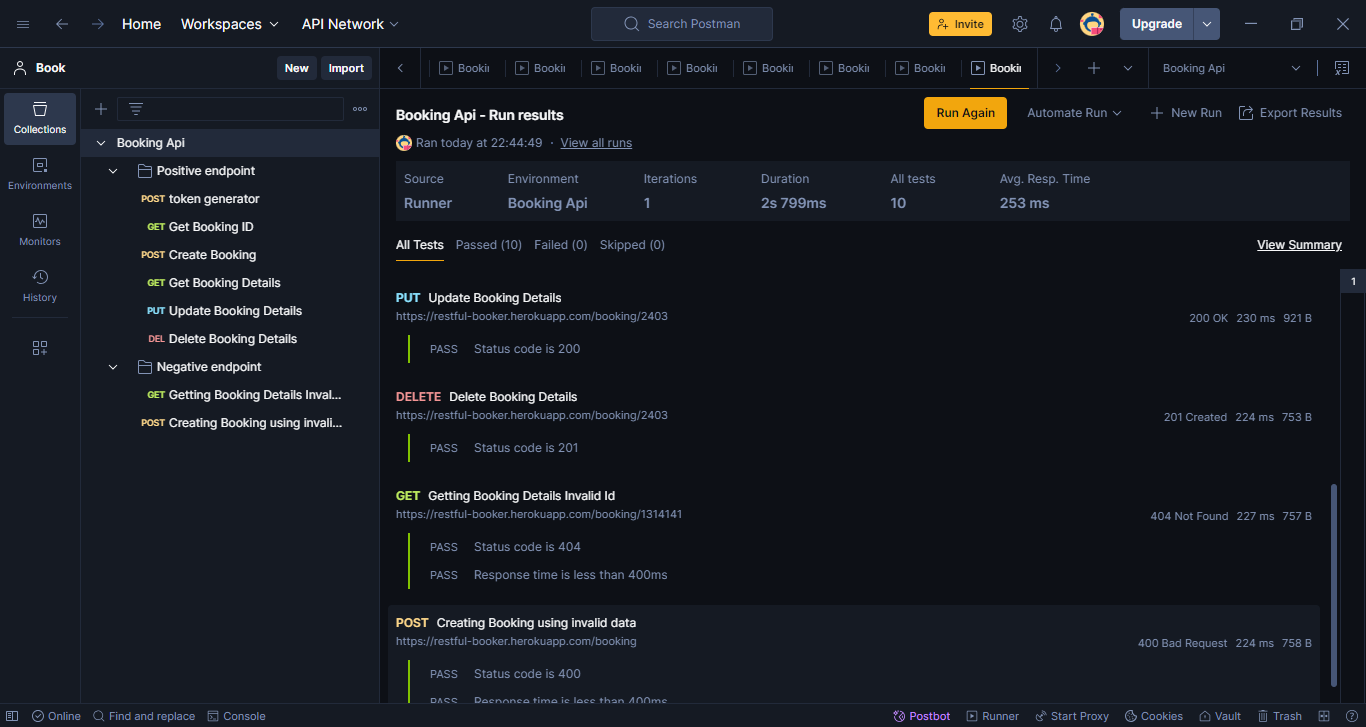 Home Workspaces API Network Search Postman Invite Upgrade
Book New Import
Bookin Bookin Bookin Bookin Bookin Bookin Bookin Bookin Booking Api
Collections
Environments
Monitors
History
Booking Api
Positive endpoint
POST token generator
GET Get Booking ID
POST Create Booking
GET Get Booking Details
PUT Update Booking Details
DEL Delete Booking Details
Negative endpoint
GET Getting Booking Details Inval...
POST Creating Booking using invali...
Booking Api - Run results
Run Again Automate Run New Run Export Results
Ran today at 22:44:49 · View all runs
Source Environment Iterations Duration All tests Avg. Resp. Time
Runner Booking Api 1 2s 799ms 10 253 ms
All Tests Passed (10) Failed (0) Skipped (0) View Summary
1
PUT Update Booking Details
https://restful-booker.herokuapp.com/booking/2403
200 OK 230 ms 921 B
PASS Status code is 200
DELETE Delete Booking Details
https://restful-booker.herokuapp.com/booking/2403
201 Created 224 ms 753 B
PASS Status code is 201
GET Getting Booking Details Invalid Id
https://restful-booker.herokuapp.com/booking/1314141
404 Not Found 227 ms 757 B
PASS Status code is 404
PASS Response time is less than 400ms
POST Creating Booking using invalid data
https://restful-booker.herokuapp.com/booking
400 Bad Request 224 ms 758 B
PASS Status code is 400
PASS Response time is less than 400ms
Online Find and replace Console Postbot Runner Start Proxy Cookies Vault Trash